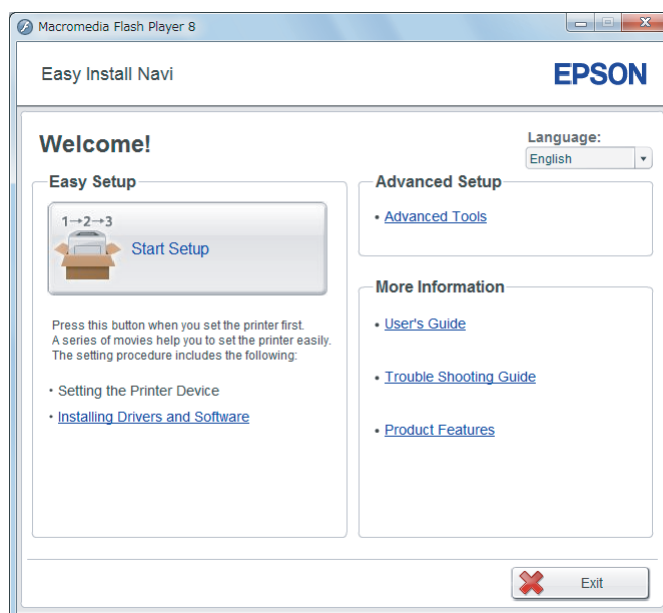 Macromedia Flash Player 8
Easy Install Navi
EPSON
Welcome!
Language:
English
Easy Setup
1→2→3
Start Setup
Press this button when you set the printer first.
A series of movies help you to set the printer easily.
The setting procedure includes the following:
・Setting the Printer Device
・Installing Drivers and Software
Advanced Setup
• Advanced Tools
More Information
• User's Guide
• Trouble Shooting Guide
• Product Features
Exit